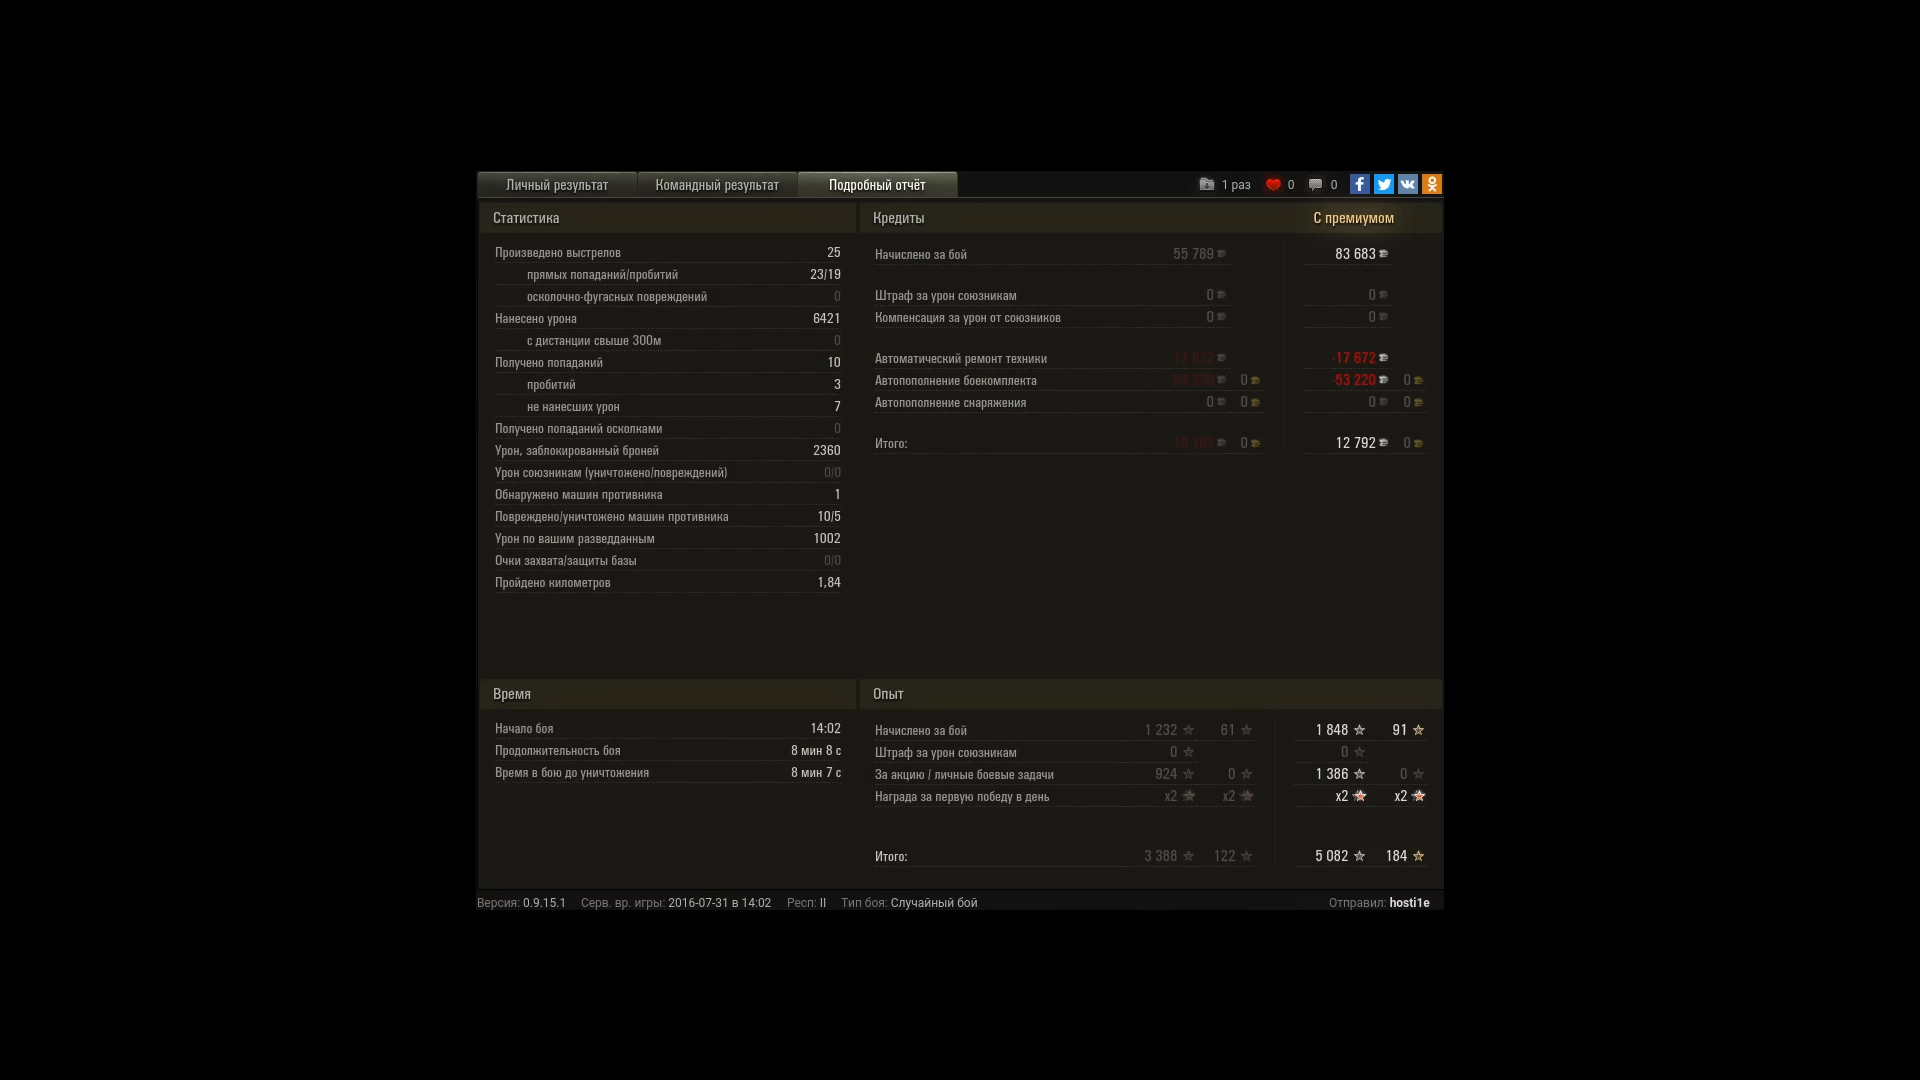 Личный результат Командный результат Подробный отчёт 1 раз 0 0
Статистика
Произведено выстрелов 25
прямых попаданий/пробитий 23/19
осколочно-фугасных повреждений 0
Нанесено урона 6421
с дистанции свыше 300м 0
Получено попаданий 10
пробитий 3
не нанесших урон 7
Получено попаданий осколками 0
Урон, заблокированный броней 2360
Урон союзникам (уничтожено/повреждений) 0/0
Обнаружено машин противника 1
Повреждено/уничтожено машин противника 10/5
Урон по вашим разведданным 1002
Очки захвата/защиты базы 0/0
Пройдено километров 1,84
Кредиты С премиумом
Начислено за бой 55 789 83 683
Штраф за урон союзникам 0 0
Компенсация за урон от союзников 0 0
Автоматический ремонт техники -17 672 -17 672
Автопополнение боекомплекта -53 220 0 -53 220 0
Автопополнение снаряжения 0 0 0 0
Итого: 0 12 792 0
Время
Начало боя 14:02
Продолжительность боя 8 мин 8 с
Время в бою до уничтожения 8 мин 7 с
Опыт
Начислено за бой 1 232 61 1 848 91
Штраф за урон союзникам 0 0
За акцию / личные боевые задачи 924 0 1 386 0
Награда за первую победу в день x2 x2 x2 x2
Итого: 3 388 122 5 082 184
Версия: 0.9.15.1 Серв. вр. игры: 2016-07-31 в 14:02 Респ: II Тип боя: Случайный бой Отправил: hosti1e